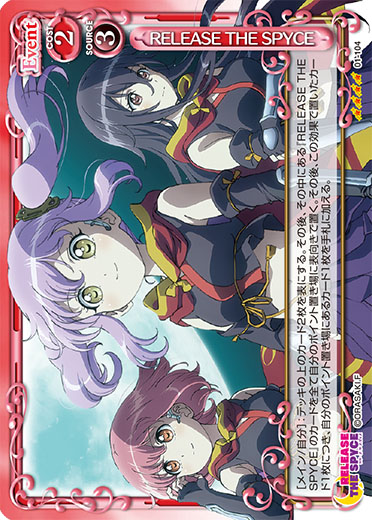 Event
COST
2
SOURCE
3
RELEASE THE SPYCE
[メイン/自分]：デッキの上のカード2枚を表にする。その後、その中にある「RELEASE THE
SPYCE」のカードを全て自分のポイント置き場に表向きで置く。その後、この効果で置いたカー
ド1枚につき、自分のポイント置き場にあるカード1枚を手札に加える。
RELEASE
THE SPYCE
©ORASAKI.F
01-104